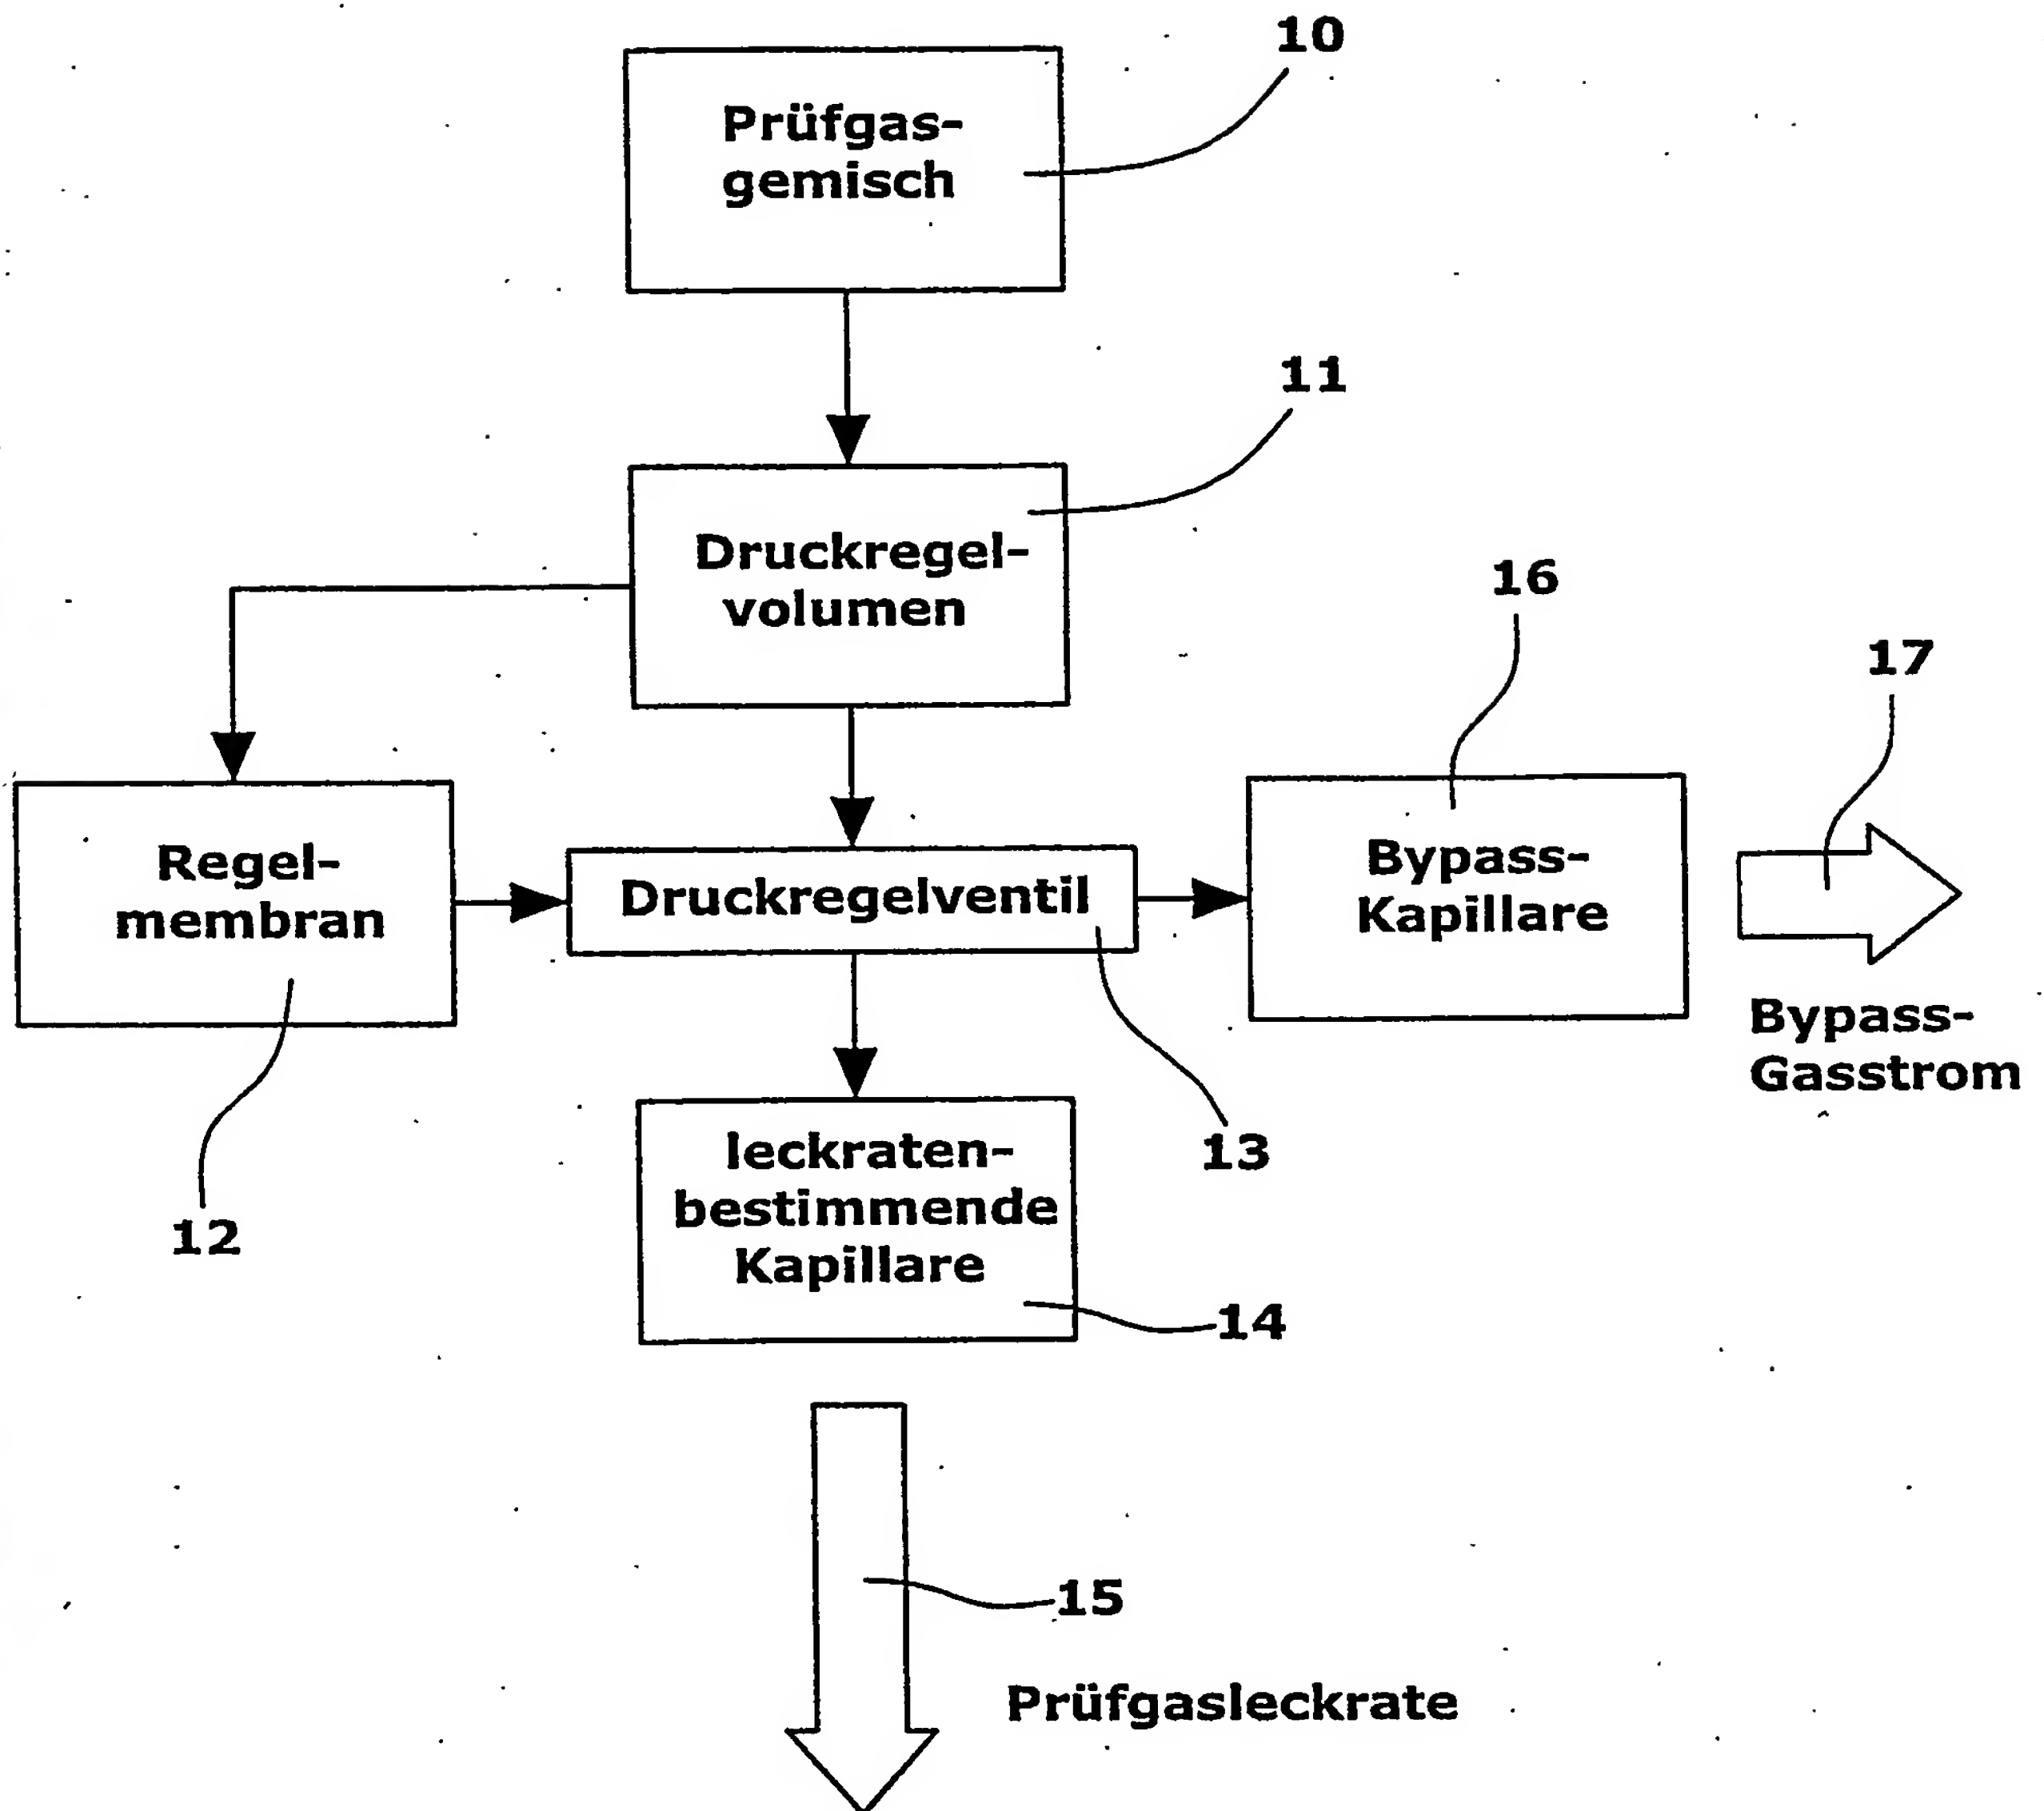 10
Prüfgas-
gemisch
11
Druckregel-
volumen
16
17
Regel-
membran
Druckregelventil
Bypass-
Kapillare
Bypass-
Gasstrom
12
13
leckraten-
bestimmende
Kapillare
14
15
Prüfgasleckrate